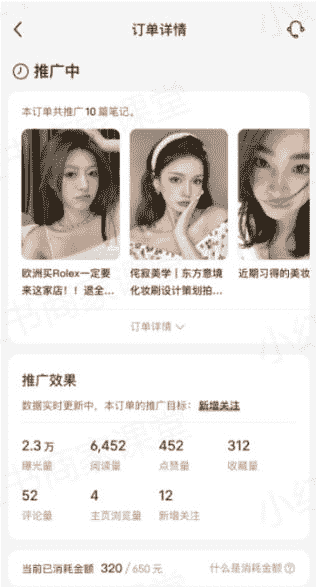 订单详情
推广中
本订单共推广10篇笔记。
欧洲买Rolex一定要
来这家店！！退全…
侘寂美学｜东方意境
化妆刷设计策划拍…
近期习得的美妆
订单详情
推广效果
数据实时更新中，本订单的推广目标：新增关注
2.3万 6,452 452 312
曝光量 阅读量 点赞量 收藏量
52 4 12
评论量 主页浏览量 新增关注
当前已消耗金额 320/650元 什么是消耗金额